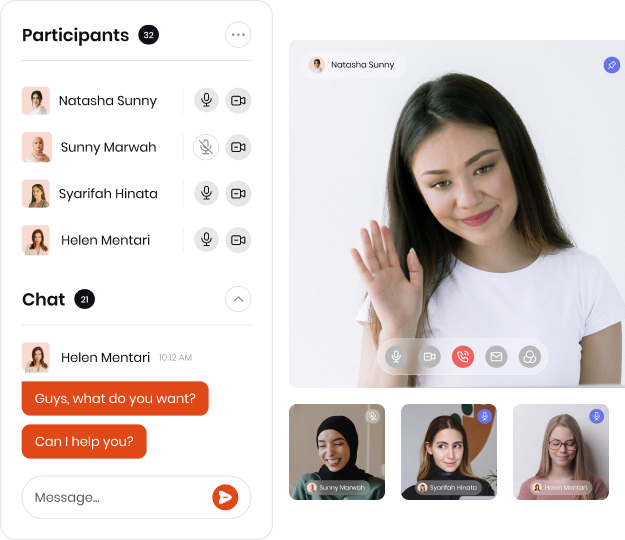 Participants 32
Natasha Sunny
Sunny Marwah
Syarifah Hinata
Helen Mentari
Chat 21
Helen Mentari 10:12 AM
Guys, what do you want?
Can I help you?
Message...
Natasha Sunny
Sunny Marwah
Syarifah Hinata
Helen Mentari